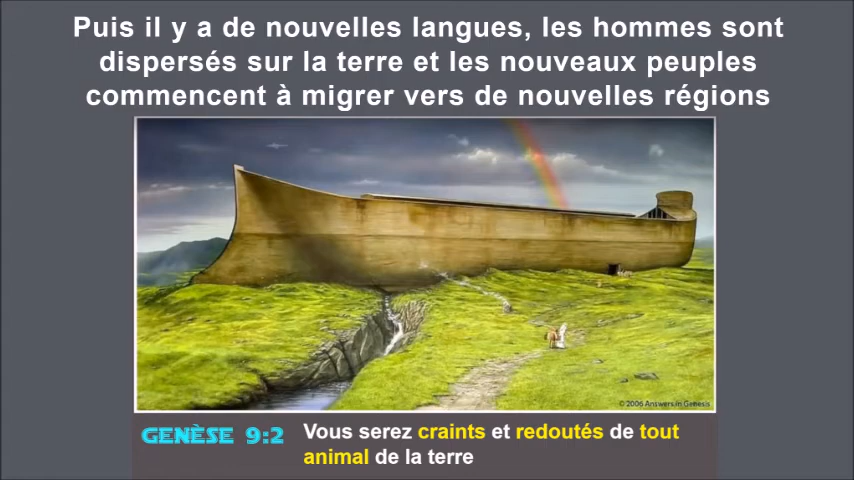 Puis il y a de nouvelles langues, les hommes sont
dispersés sur la terre et les nouveaux peuples
commencent à migrer vers de nouvelles régions
© 2006 Answers in Genesis
GENÈSE 9:2
Vous serez craints et redoutés de tout
animal de la terre